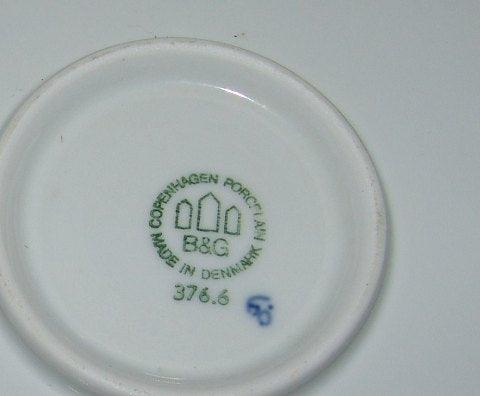 COPENHAGEN PORCELAIN
B&G
MADE IN DENMARK
376.6